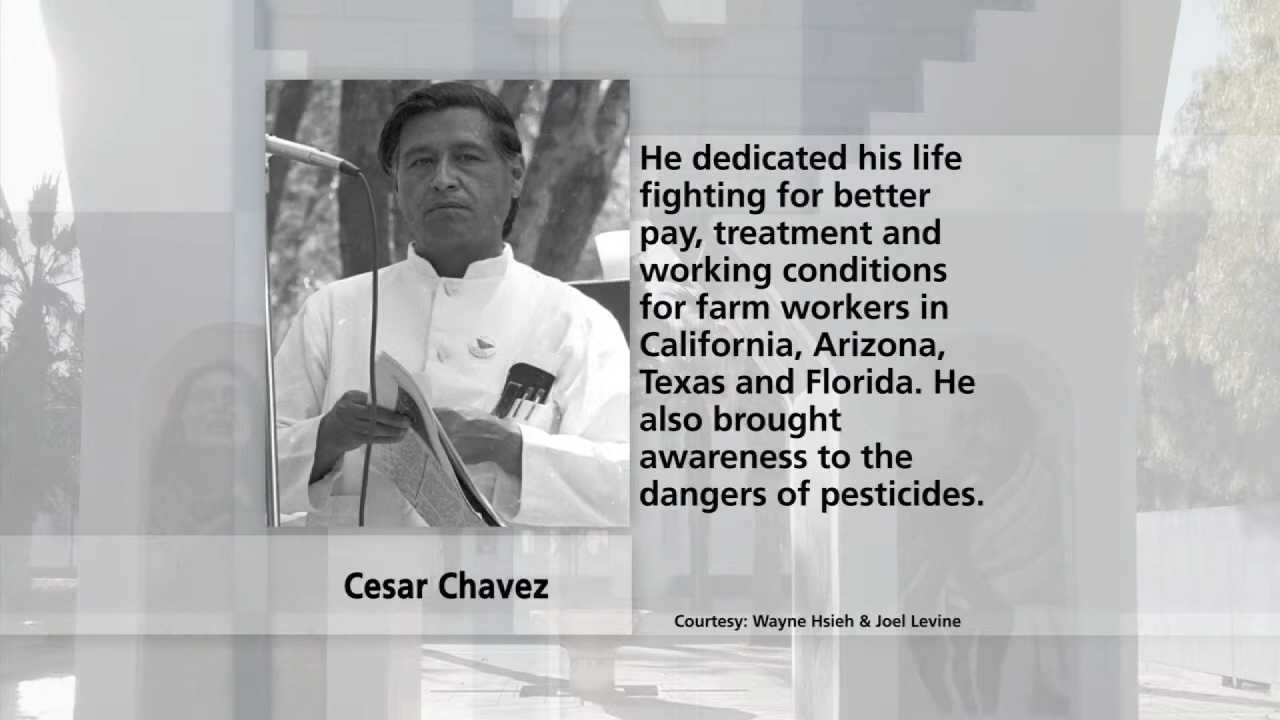 He dedicated his life
fighting for better
pay, treatment and
working conditions
for farm workers in
California, Arizona,
Texas and Florida. He
also brought
awareness to the
dangers of pesticides.
Cesar Chavez
Courtesy: Wayne Hsieh & Joel Levine